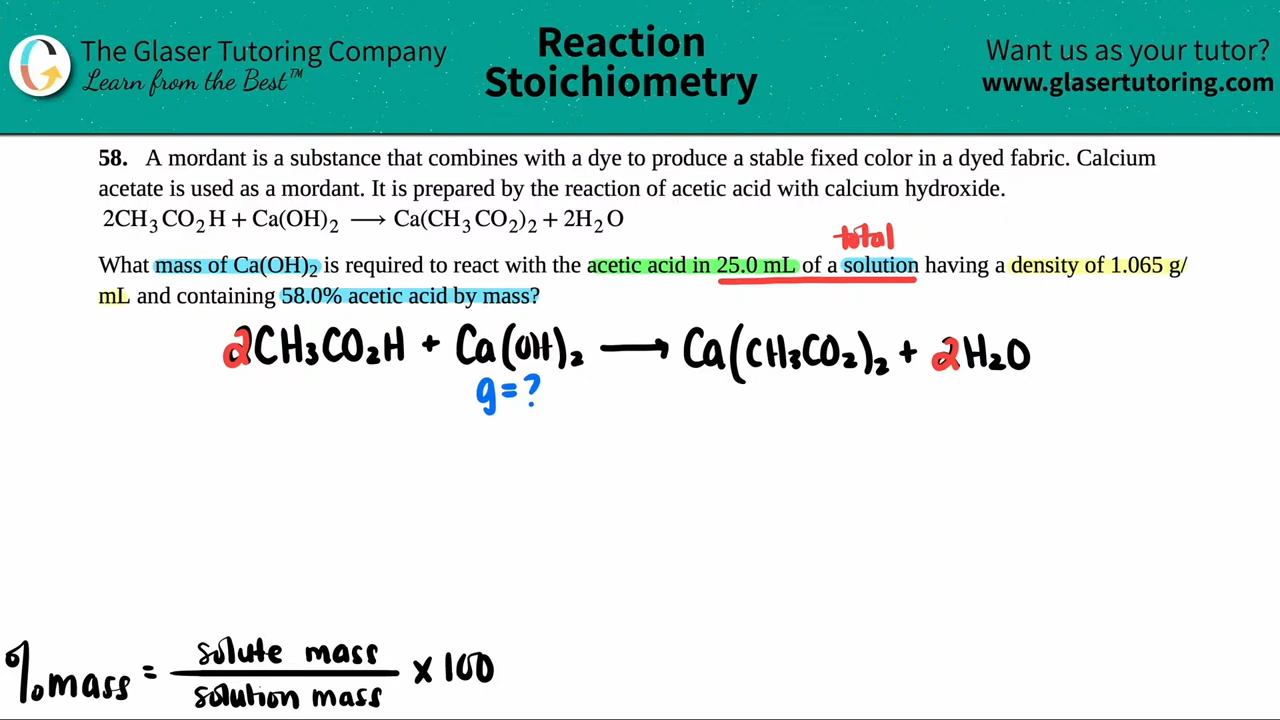 The Glaser Tutoring Company
Learn from the Best™
Reaction
Stoichiometry
Want us as your tutor?
www.glasertutoring.com
58. A mordant is a substance that combines with a dye to produce a stable fixed color in a dyed fabric. Calcium
acetate is used as a mordant. It is prepared by the reaction of acetic acid with calcium hydroxide.
2CH₃CO₂H + Ca(OH)₂ ⟶ Ca(CH₃CO₂)₂ + 2H₂O
total
What mass of Ca(OH)₂ is required to react with the acetic acid in 25.0 mL of a solution having a density of 1.065 g/
mL and containing 58.0% acetic acid by mass?
2CH₃CO₂H + Ca(OH)₂ ⟶ Ca(CH₃CO₂)₂ + 2H₂O
g = ?
% mass = solute mass / solution mass x 100